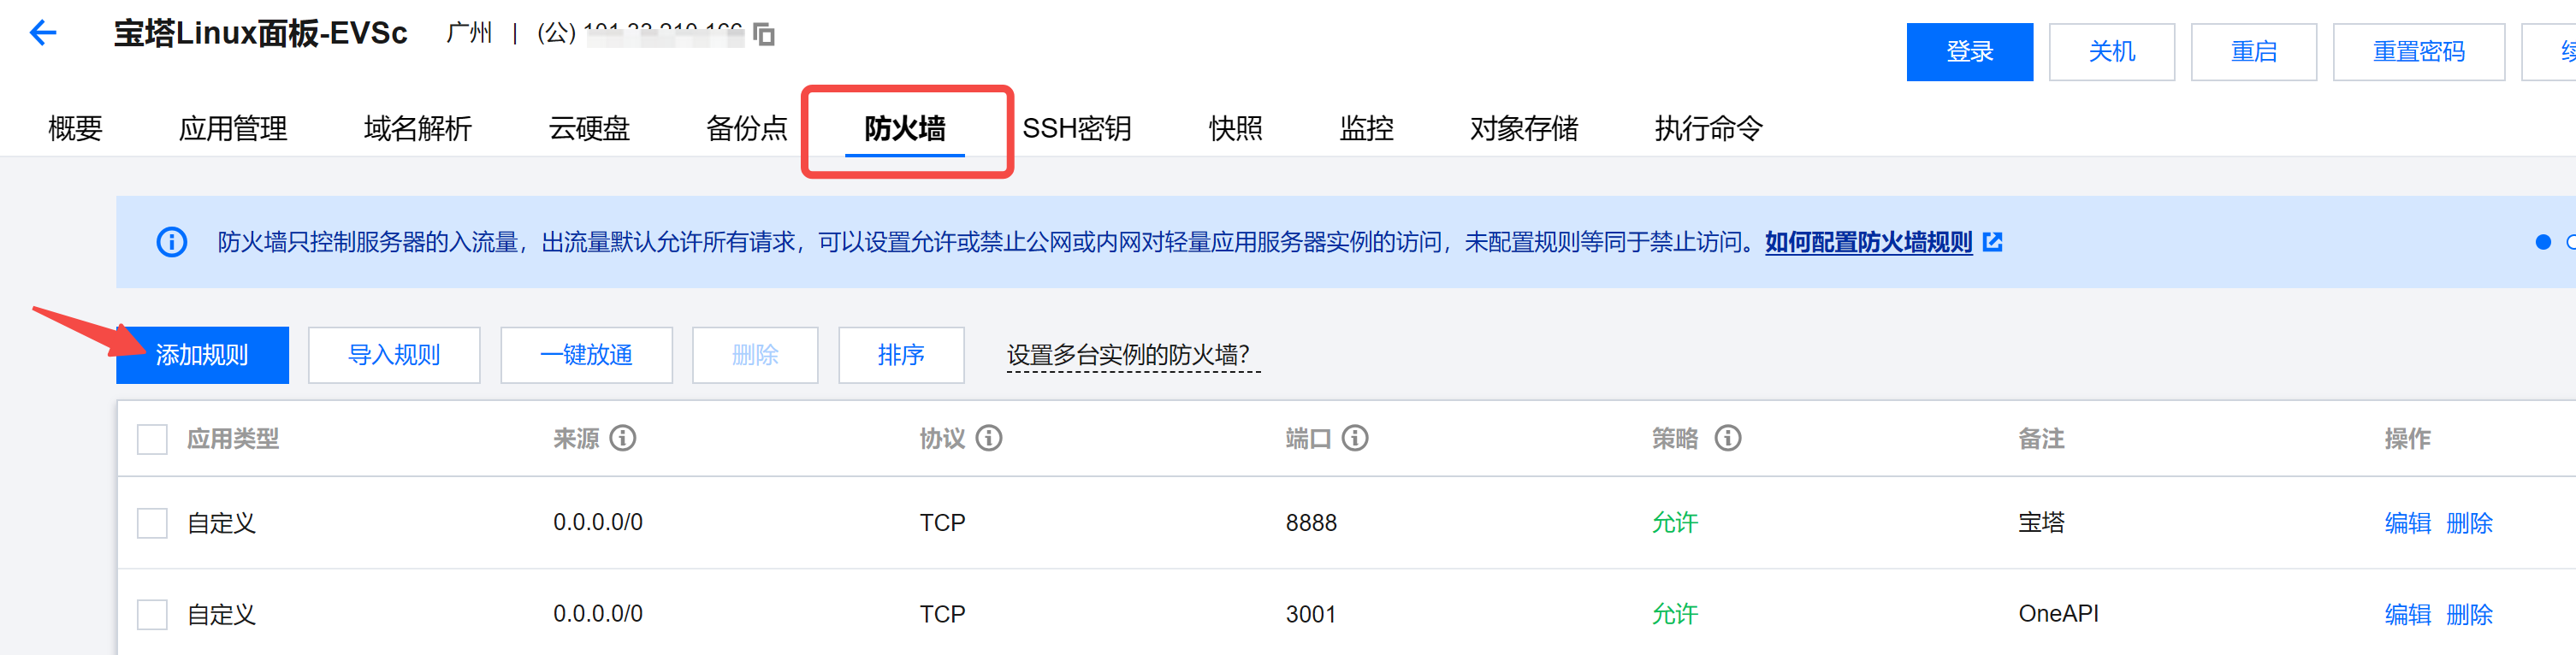 宝塔Linux面板-EVSc 广州 | (公)
登录 关机 重启 重置密码
概要 应用管理 域名解析 云硬盘 备份点 防火墙 SSH密钥 快照 监控 对象存储 执行命令
防火墙只控制服务器的入流量，出流量默认允许所有请求，可以设置允许或禁止公网或内网对轻量应用服务器实例的访问，未配置规则等同于禁止访问。如何配置防火墙规则
添加规则 导入规则 一键放通 删除 排序 设置多台实例的防火墙？
应用类型 来源 协议 端口 策略 备注 操作
自定义 0.0.0.0/0 TCP 8888 允许 宝塔 编辑 删除
自定义 0.0.0.0/0 TCP 3001 允许 OneAPI 编辑 删除